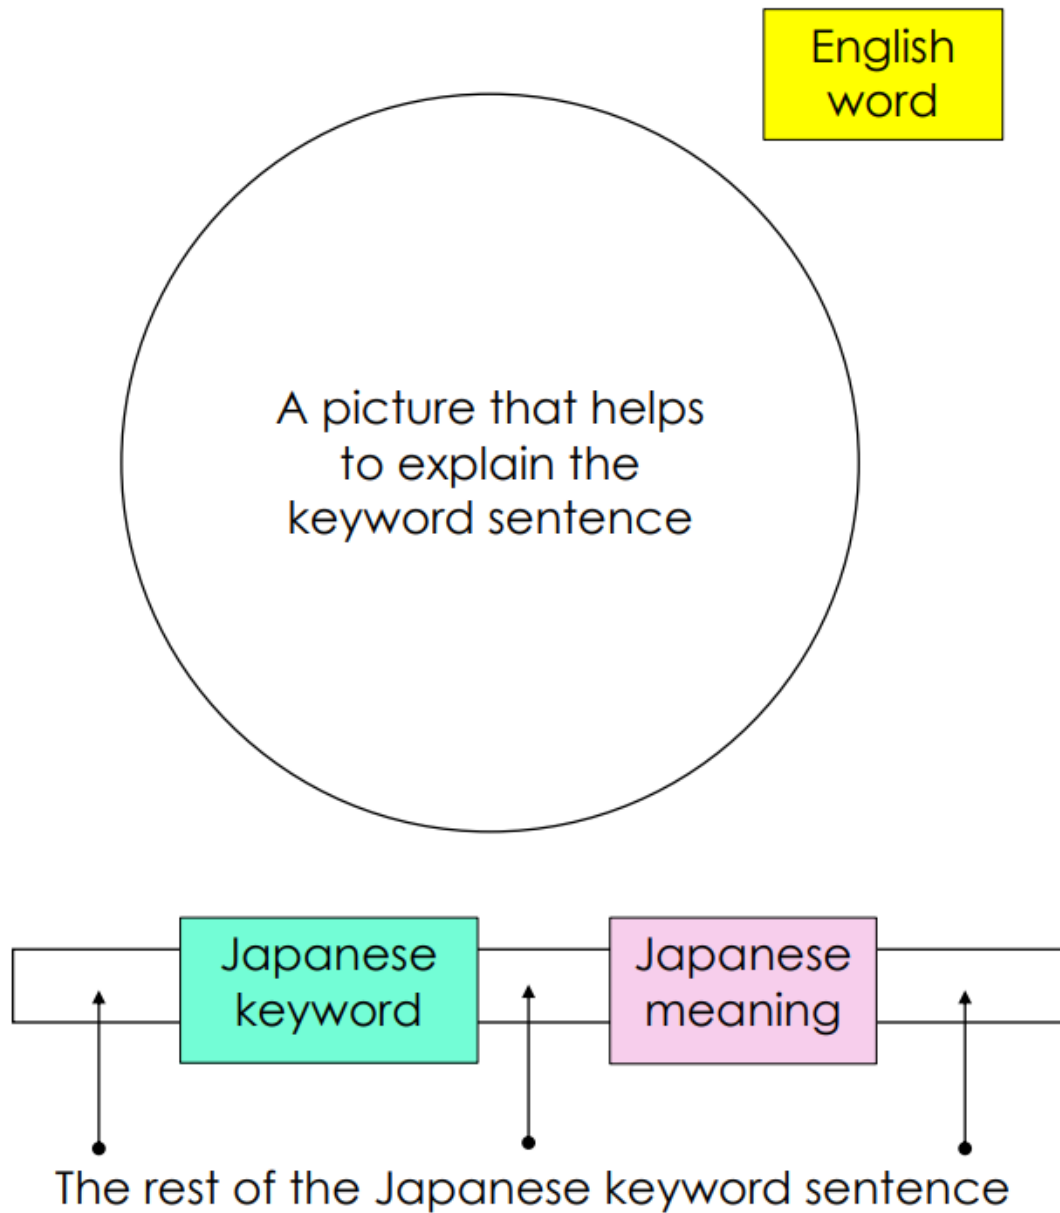 English
word
A picture that helps
to explain the
keyword sentence
Japanese
keyword
Japanese
meaning
The rest of the Japanese keyword sentence